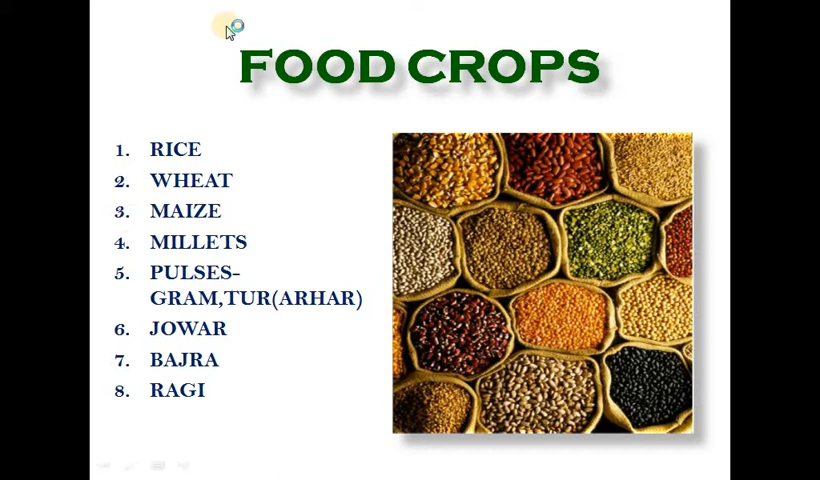 FOOD CROPS
1. RICE
2. WHEAT
3. MAIZE
4. MILLETS
5. PULSES-
GRAM,TUR(ARHAR)
6. JOWAR
7. BAJRA
8. RAGI